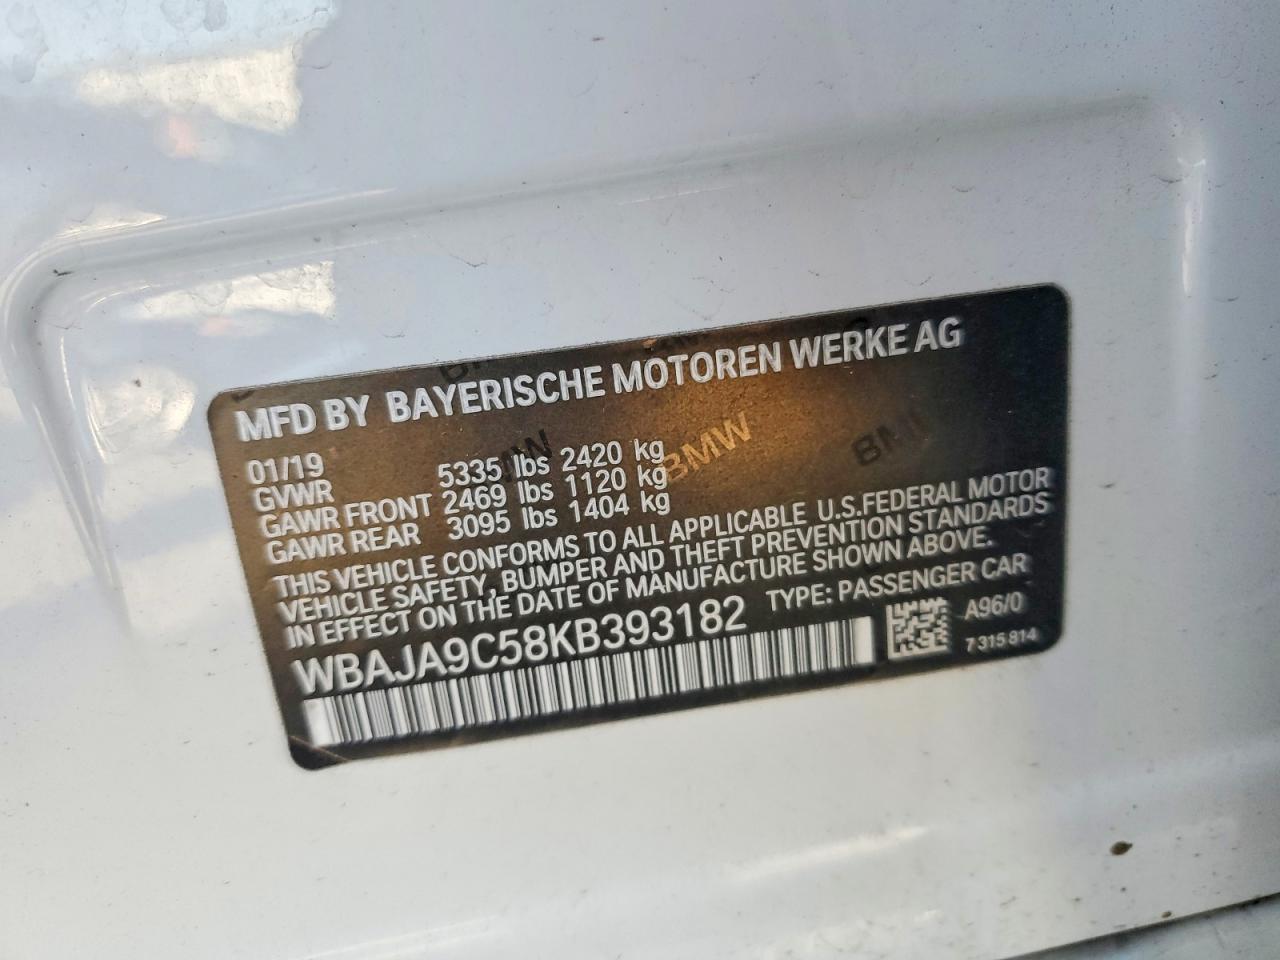 MFD BY BAYERISCHE MOTOREN WERKE AG
01/19
GVWR 5335 lbs 2420 kg
GAWR FRONT 2469 lbs 1120 kg
GAWR REAR 3095 lbs 1404 kg
THIS VEHICLE CONFORMS TO ALL APPLICABLE U.S.FEDERAL MOTOR
VEHICLE SAFETY, BUMPER AND THEFT PREVENTION STANDARDS
IN EFFECT ON THE DATE OF MANUFACTURE SHOWN ABOVE.
WBAJA9C58KB393182 TYPE: PASSENGER CAR
A96/0
7 315 814
BMW